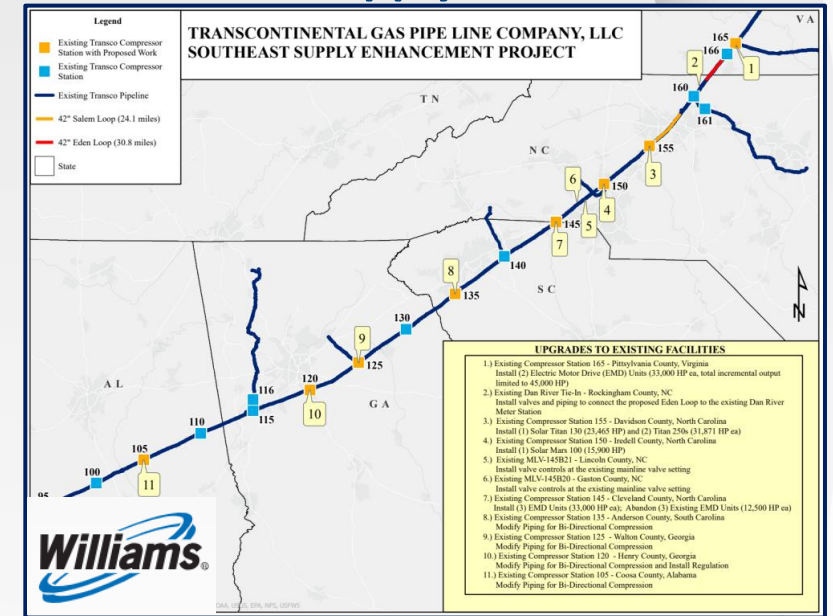 Legend
Existing Transco Compressor
Station with Proposed Work
Existing Transco Compressor
Station
Existing Transco Pipeline
42" Salem Loop (24.1 miles)
42" Eden Loop (30.8 miles)
State
TRANSCONTINENTAL GAS PIPE LINE COMPANY, LLC
SOUTHEAST SUPPLY ENHANCEMENT PROJECT
VA
165
166
1
2
160
161
TN
NC
155
3
6
150
4
5
145
7
140
SC
8
135
130
9
125
120
10
GA
116
115
AL
110
105
11
100
95
N
UPGRADES TO EXISTING FACILITIES
1.) Existing Compressor Station 165 - Pittsylvania County, Virginia
Install (2) Electric Motor Drive (EMD) Units (33,000 HP ea, total incremental output
limited to 45,000 HP)
2.) Existing Dan River Tie-In - Rockingham County, NC
Install valves and piping to connect the proposed Eden Loop to the existing Dan River
Meter Station
3.) Existing Compressor Station 155 - Davidson County, North Carolina
Install (1) Solar Titan 130 (23,465 HP) and (2) Titan 250s (31,871 HP ea)
4.) Existing Compressor Station 150 - Iredell County, North Carolina
Install (1) Solar Mars 100 (15,900 HP)
5.) Existing MLV-145B21 - Lincoln County, NC
Install valve controls at the existing mainline valve setting
6.) Existing MLV-145B20 - Gaston County, NC
Install valve controls at the existing mainline valve setting
7.) Existing Compressor Station 145 - Cleveland County, North Carolina
Install (3) EMD Units (33,000 HP ea); Abandon (3) Existing EMD Units (12,500 HP ea)
8.) Existing Compressor Station 135 - Anderson County, South Carolina
Modify Piping for Bi-Directional Compression
9.) Existing Compressor Station 125 - Walton County, Georgia
Modify Piping for Bi-Directional Compression
10.) Existing Compressor Station 120 - Henry County, Georgia
Modify Piping for Bi-Directional Compression and Install Regulation
11.) Existing Compressor Station 105 - Coosa County, Alabama
Modify Piping for Bi-Directional Compression
Williams®
EPA, NPS, USFWS